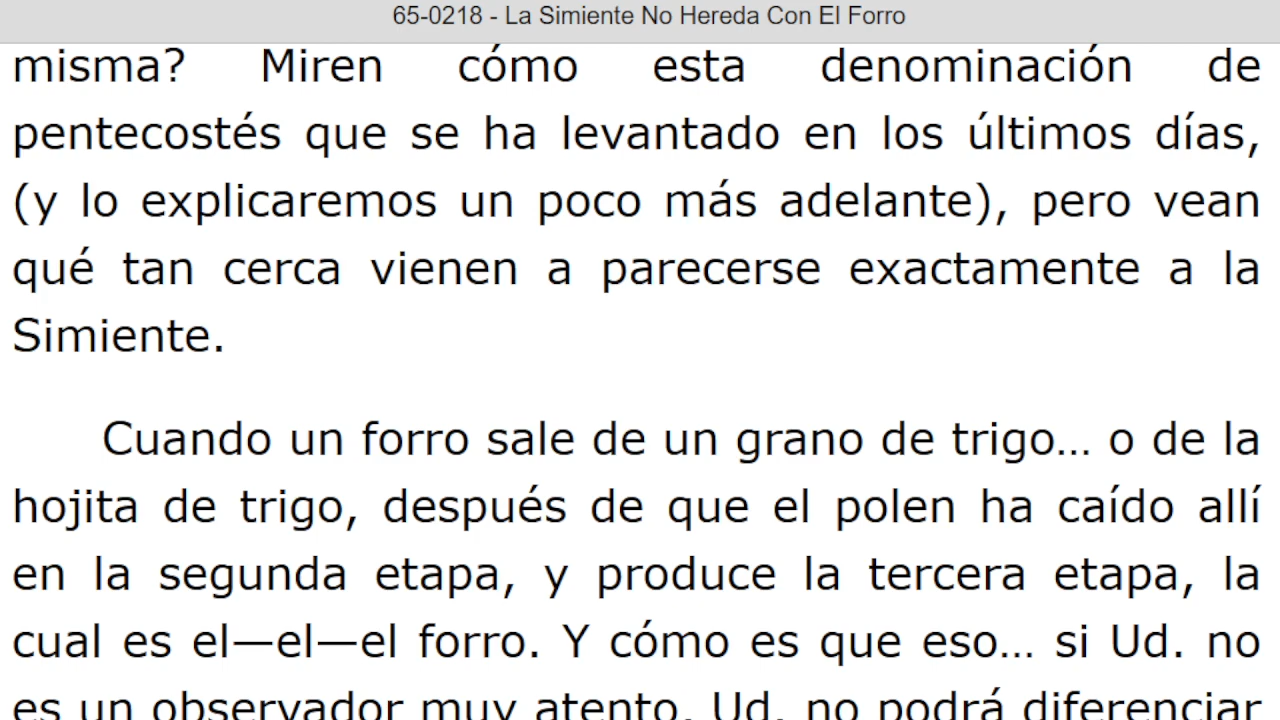 65-0218 - La Simiente No Hereda Con El Forro
misma? Miren cómo esta denominación de
pentecostés que se ha levantado en los últimos días,
(y lo explicaremos un poco más adelante), pero vean
qué tan cerca vienen a parecerse exactamente a la
Simiente.
Cuando un forro sale de un grano de trigo... o de la
hojita de trigo, después de que el polen ha caído allí
en la segunda etapa, y produce la tercera etapa, la
cual es el—el—el forro. Y cómo es que eso... si Ud. no
es un observador muy atento, Ud. no podrá diferenciar